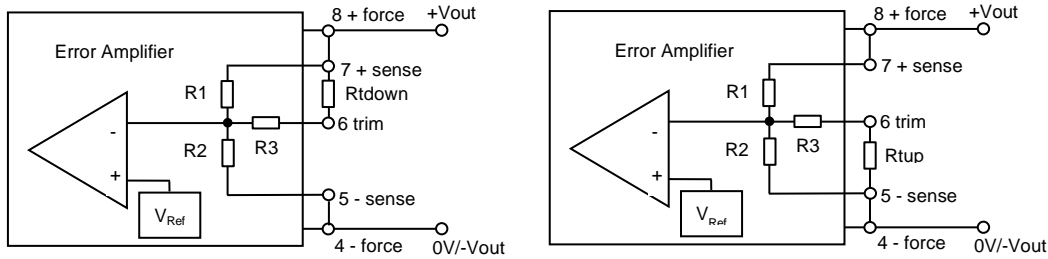 8 + force
+Vout
Error Amplifier
7 + sense
R1
Rtdown
-
6 trim
R2
R3
+
VRef
5 - sense
4 - force
0V/-Vout
8 + force
+Vout
Error Amplifier
7 + sense
R1
-
6 trim
R2
R3
Rtup
+
VRef
5 - sense
4 - force
0V/-Vout